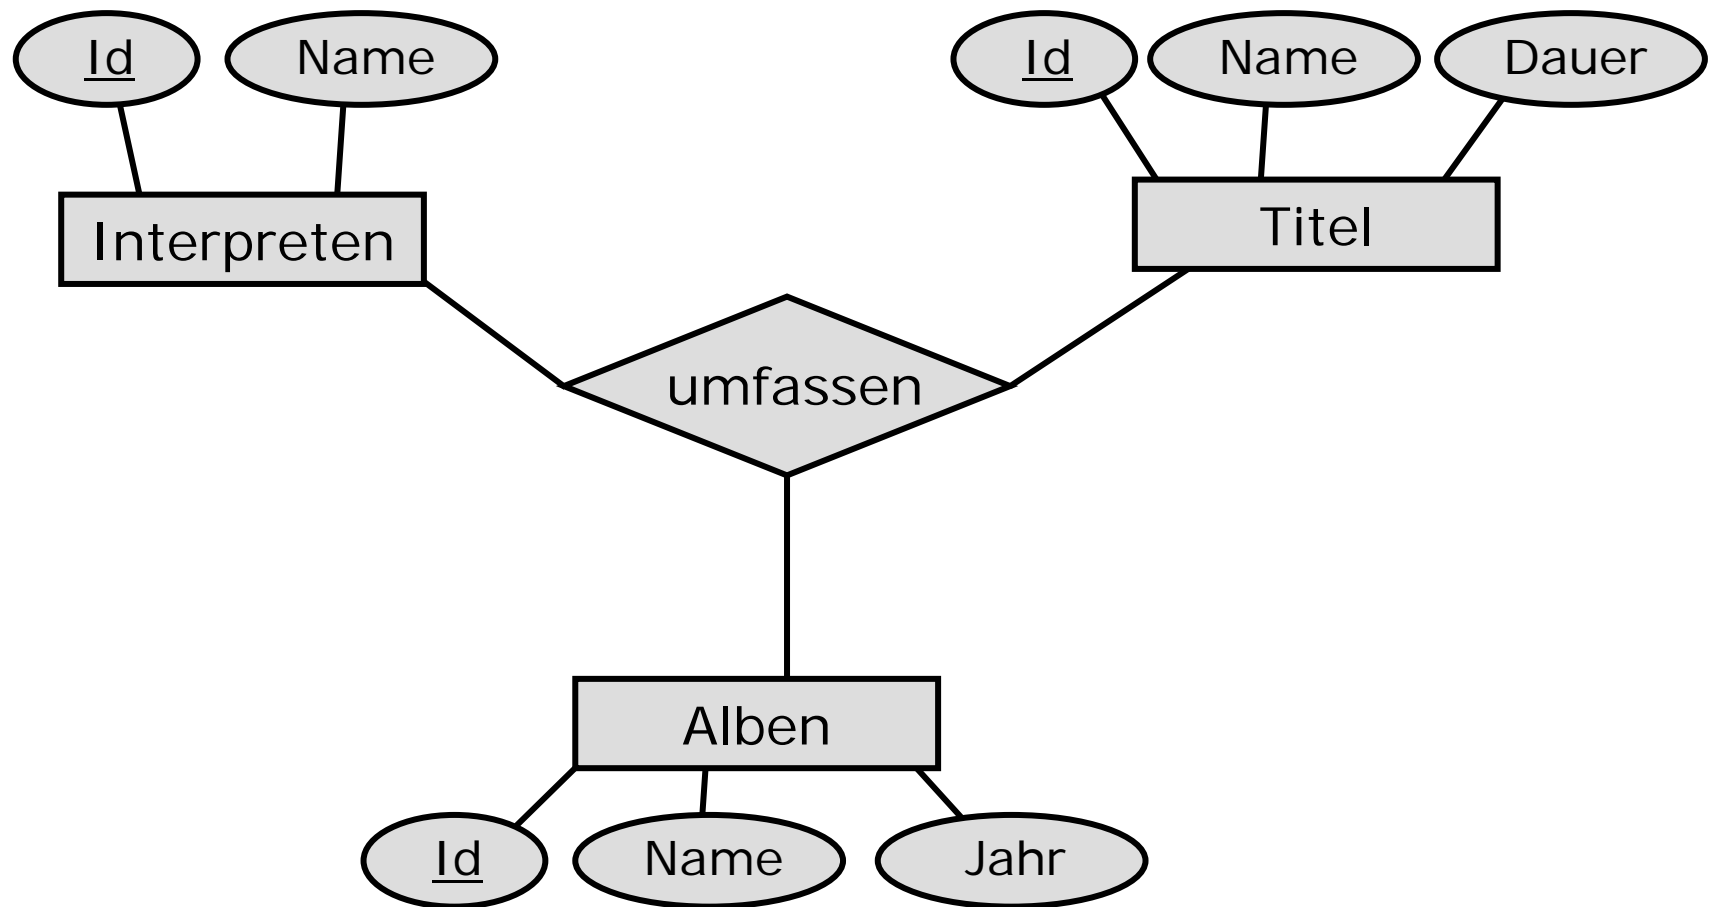 Id Name
Id Name Dauer
Interpreten
Titel
umfassen
Alben
Id Name Jahr